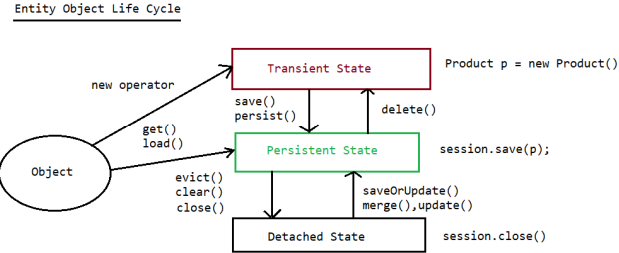 Entity Object Life Cycle
Transient State
Product p = new Product()
new operator
save()
persist()
delete()
get()
load()
Persistent State
session.save(p);
Object
evict()
clear()
close()
saveOrUpdate()
merge(),update()
Detached State
session.close()